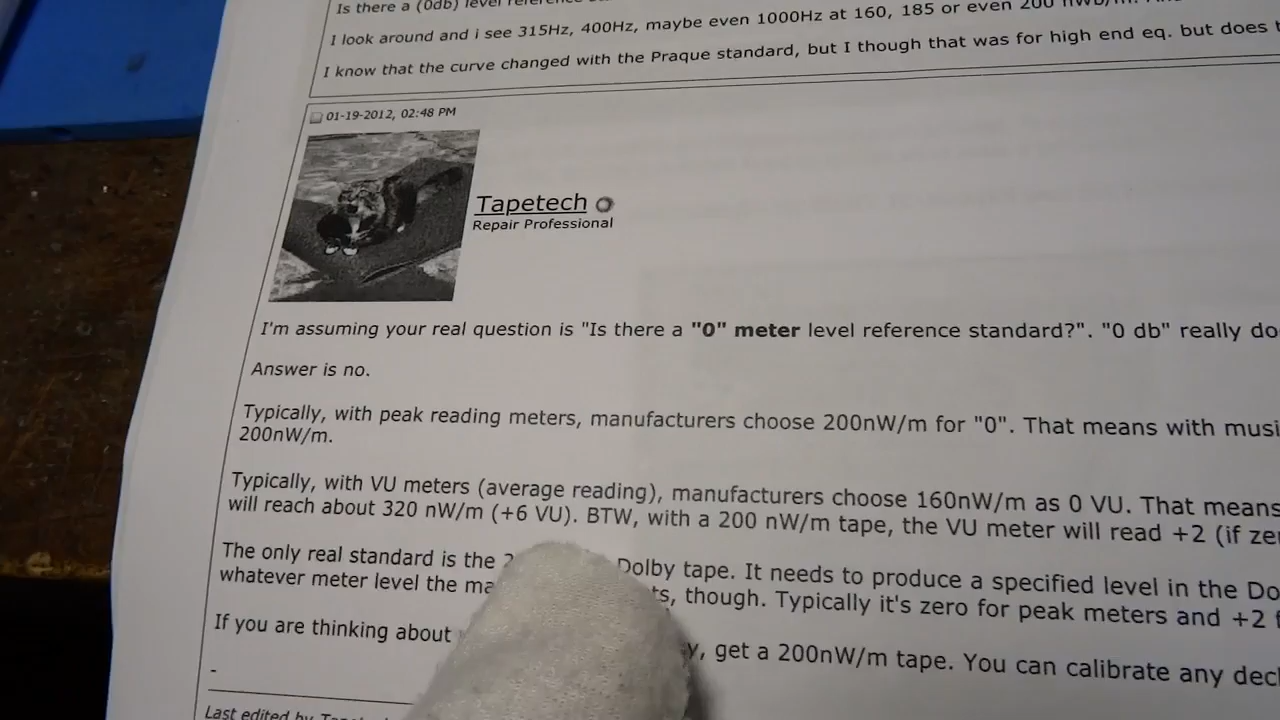 Is there a (0db) level
I look around and i see 315Hz, 400Hz, maybe even 1000Hz at 160, 185 or even 200
I know that the curve changed with the Praque standard, but I though that was for high end eq. but does
01-19-2012, 02:48 PM
Tapetech
Repair Professional
I'm assuming your real question is "Is there a "0" meter level reference standard?". "0 db" really do
Answer is no.
Typically, with peak reading meters, manufacturers choose 200nW/m for "0". That means with musi
200nW/m.
Typically, with VU meters (average reading), manufacturers choose 160nW/m as 0 VU. That means
will reach about 320 nW/m (+6 VU). BTW, with a 200 nW/m tape, the VU meter will read +2 (if ze
The only real standard is the 2 Dolby tape. It needs to produce a specified level in the Do
whatever meter level the ma ts, though. Typically it's zero for peak meters and +2
If you are thinking about y, get a 200nW/m tape. You can calibrate any dec
-
Last edited by